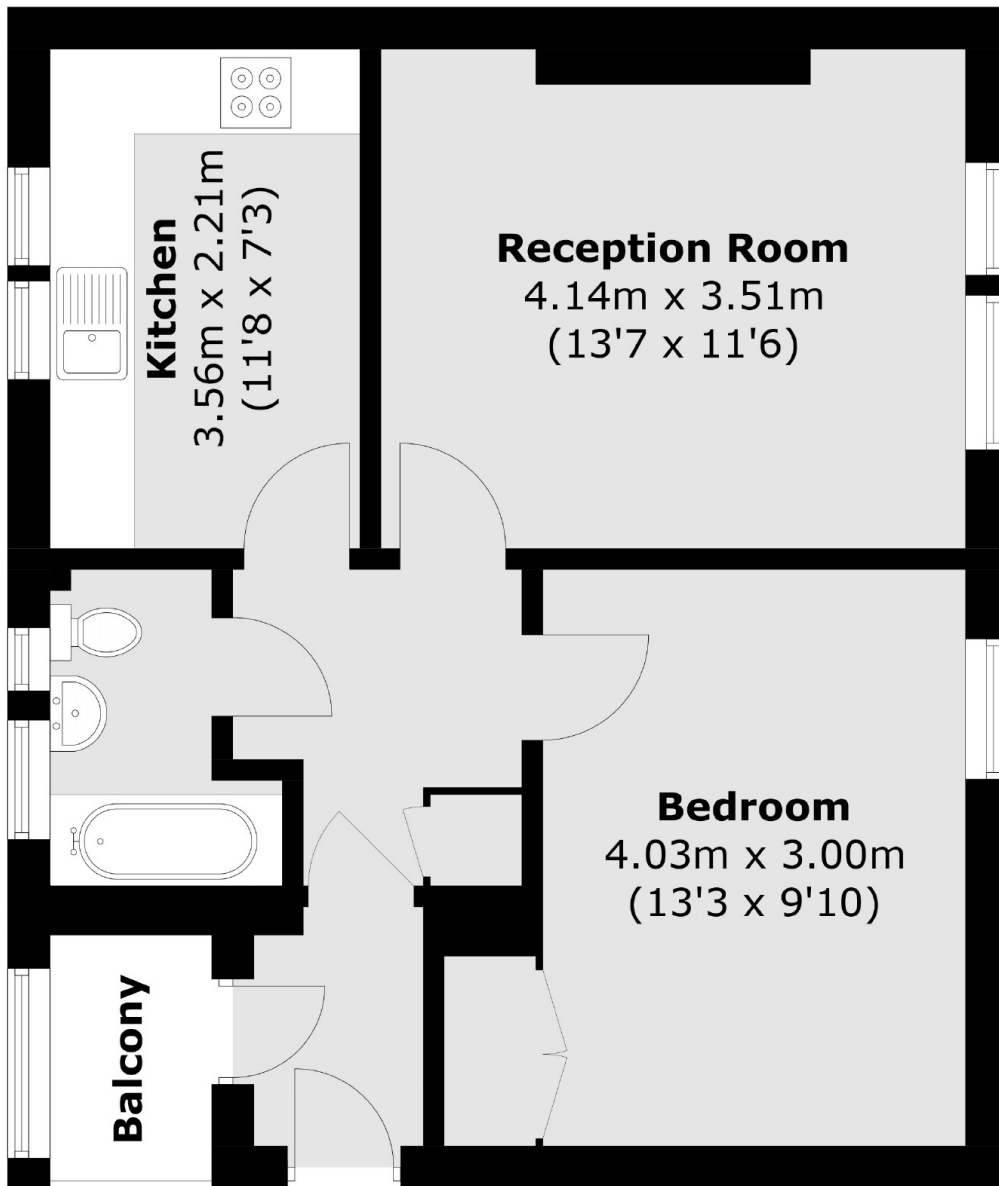 Kitchen
3.56m x 2.21m
(11'8 x 7'3)
Reception Room
4.14m x 3.51m
(13'7 x 11'6)
Bedroom
4.03m x 3.00m
(13'3 x 9'10)
Balcony